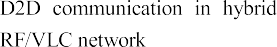 D2D communication in hybrid
RF/VLC network